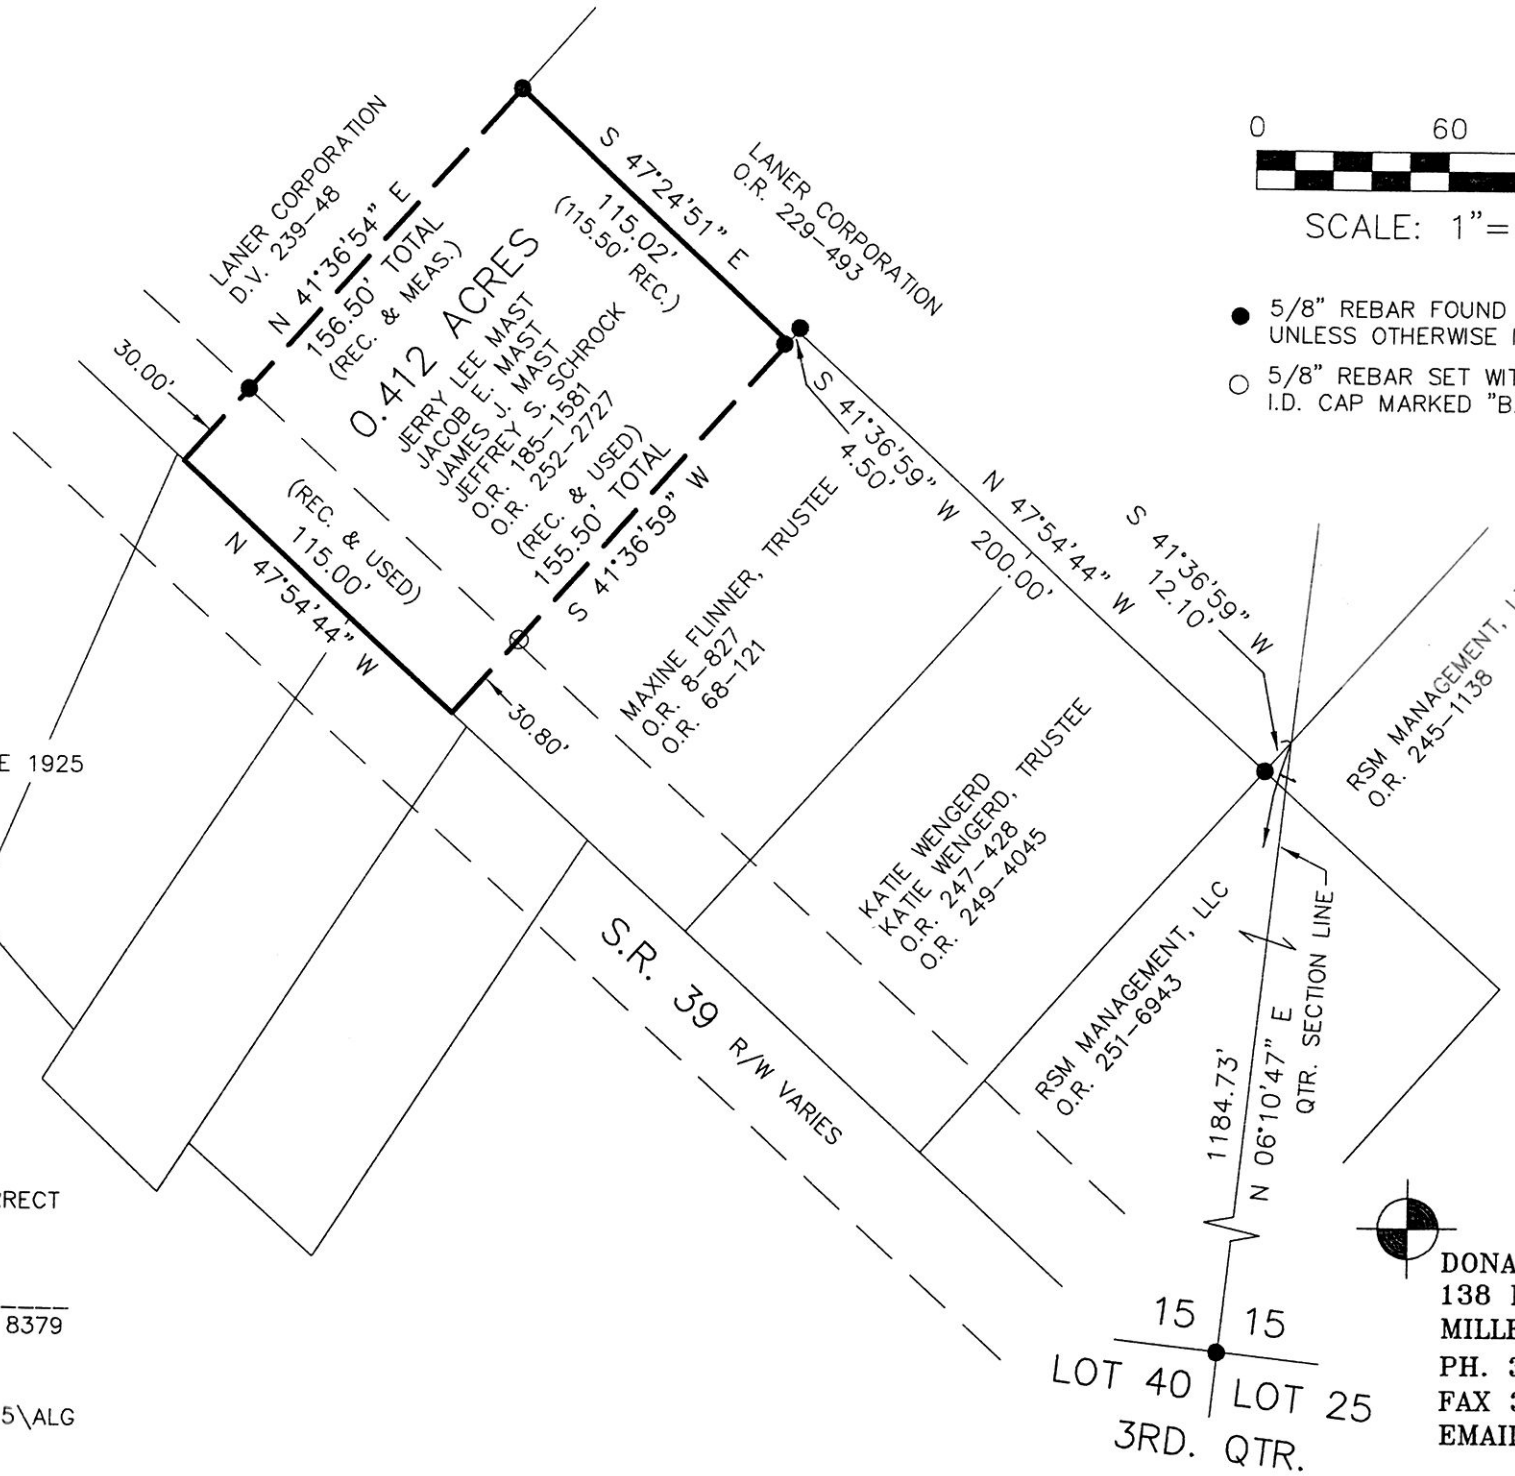 LANER CORPORATION
D.V. 239-48
N 41°36'54" E
156.50' TOTAL
(REC. & MEAS.)
S 47°24'51" E
115.02'
(115.50' REC.)
LANER CORPORATION
O.R. 229-493
0 60
SCALE: 1"=
5/8" REBAR FOUND
UNLESS OTHERWISE
5/8" REBAR SET
I.D. CAP MARKED
30.00'
0.412 ACRES
JERRY LEE MAST
JACOB E. MAST
JAMES J. MAST
JEFFREY S. SCHROCK
O.R. 185-1581
O.R. 252-2727
(REC. & USED)
155.50' TOTAL
S 41°36'59" W
(REC. & USED)
115.00'
N 47°54'44" W
30.80'
S 41°36'59" W
4.50'
N 47°54'44" W
200.00'
S 41°36'59" W
12.10'
MAXINE FLINNER, TRUSTEE
O.R. 8-827
O.R. 68-121
KATIE WENGERD
KATIE WENGERD, TRUSTEE
O.R. 247-428
O.R. 249-4045
RSM MANAGEMENT,
O.R. 245-1138
RSM MANAGEMENT, LLC
O.R. 251-6943
E 1925
S.R. 39 R/W VARIES
1184.73'
N 06°10'47" E
QTR. SECTION LINE
RRECT
8379
5\ALG
15 15
LOT 40 LOT 25
3RD. QTR.
DONA
138
MILLE
PH. 3
FAX 3
EMAIL